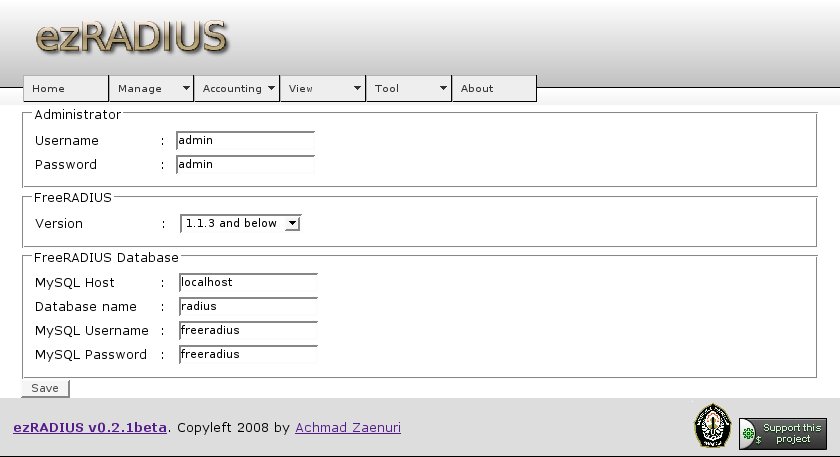 ezRADIUS
Home Manage Accounting View Tool About
Administrator
Username : admin
Password : admin
FreeRADIUS
Version : 1.1.3 and below
FreeRADIUS Database
MySQL Host : localhost
Database name : radius
MySQL Username : freeradius
MySQL Password : freeradius
Save
ezRADIUS v0.2.1beta. Copyleft 2008 by Achmad Zaenuri
$ Support this
project